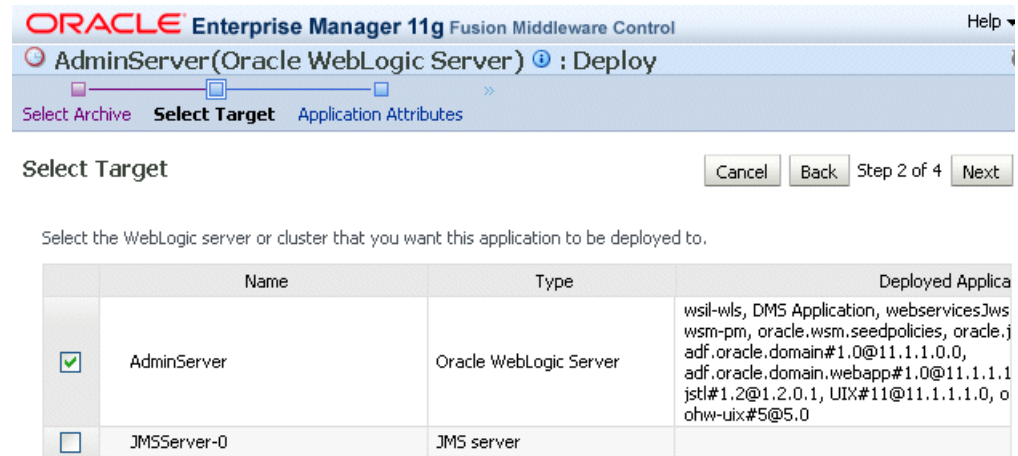 ORACLE Enterprise Manager 11g Fusion Middleware Control Help
AdminServer(Oracle WebLogic Server) : Deploy
Select Archive Select Target Application Attributes
Select Target Cancel Back Step 2 of 4 Next
Select the WebLogic server or cluster that you want this application to be deployed to.
Name Type Deployed Applica
AdminServer Oracle WebLogic Server
wsil-wls, DMS Application, webservicesJws
wsm-pm, oracle.wsm.seedpolicies, oracle.j
adf.oracle.domain#1.0@11.1.1.0.0,
adf.oracle.domain.webapp#1.0@11.1.1.1
jstl#1.2@1.2.0.1, UIX#11@11.1.1.1.0, o
ohw-uix#5@5.0
JMSServer-0 JMS server